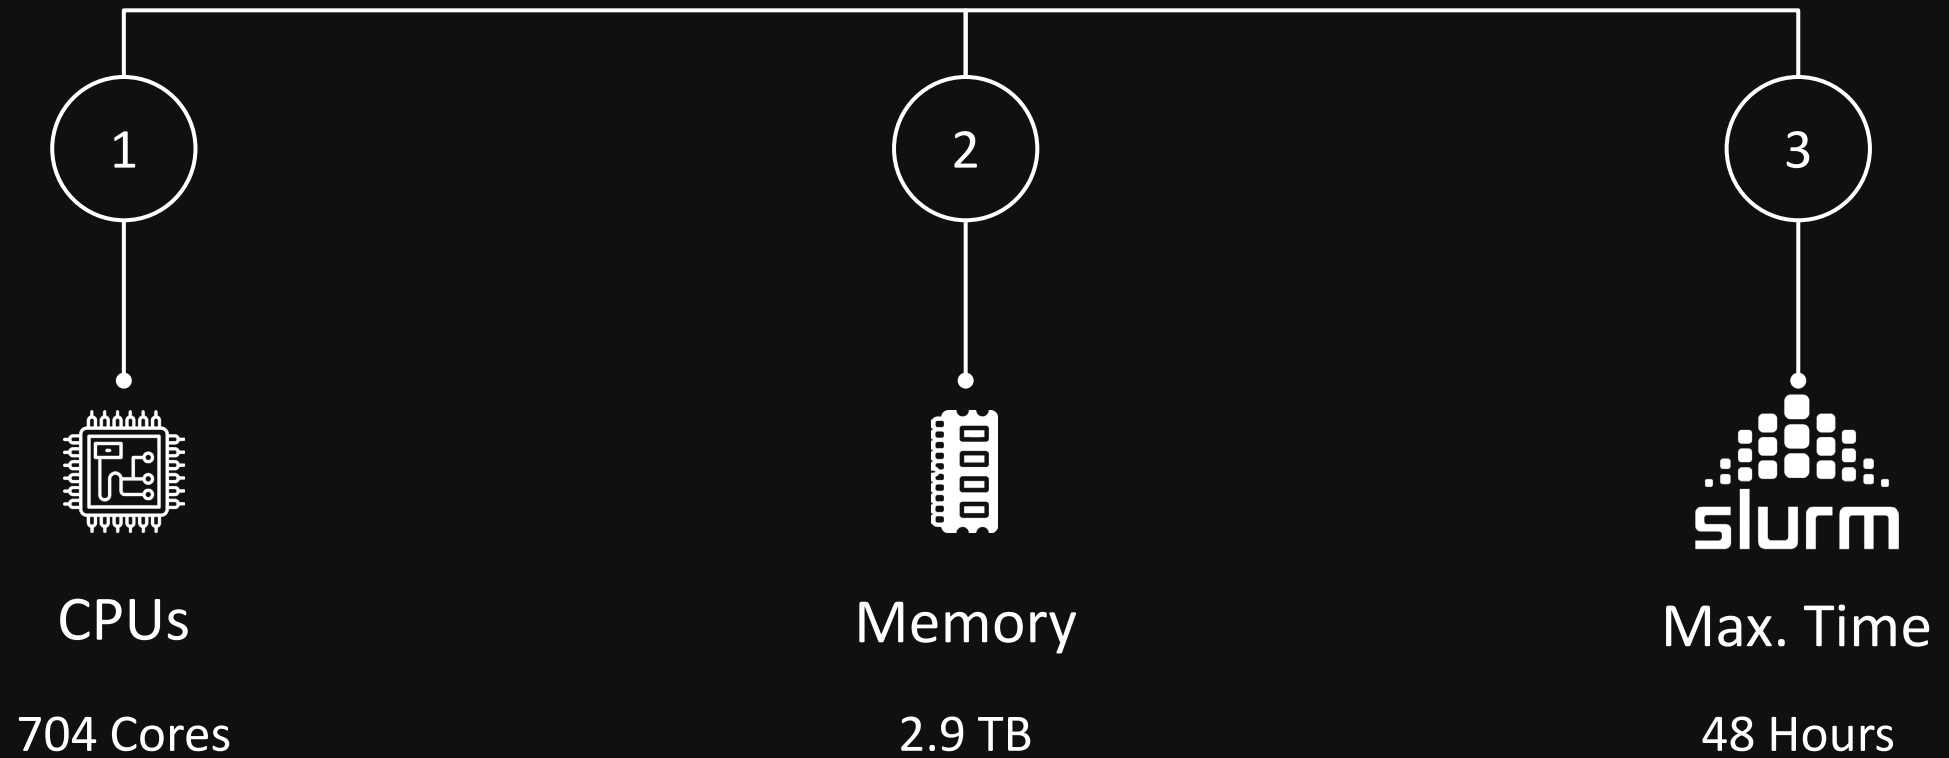 1
2
3
slurm
CPUs
Memory
Max. Time
704 Cores
2.9 TB
48 Hours